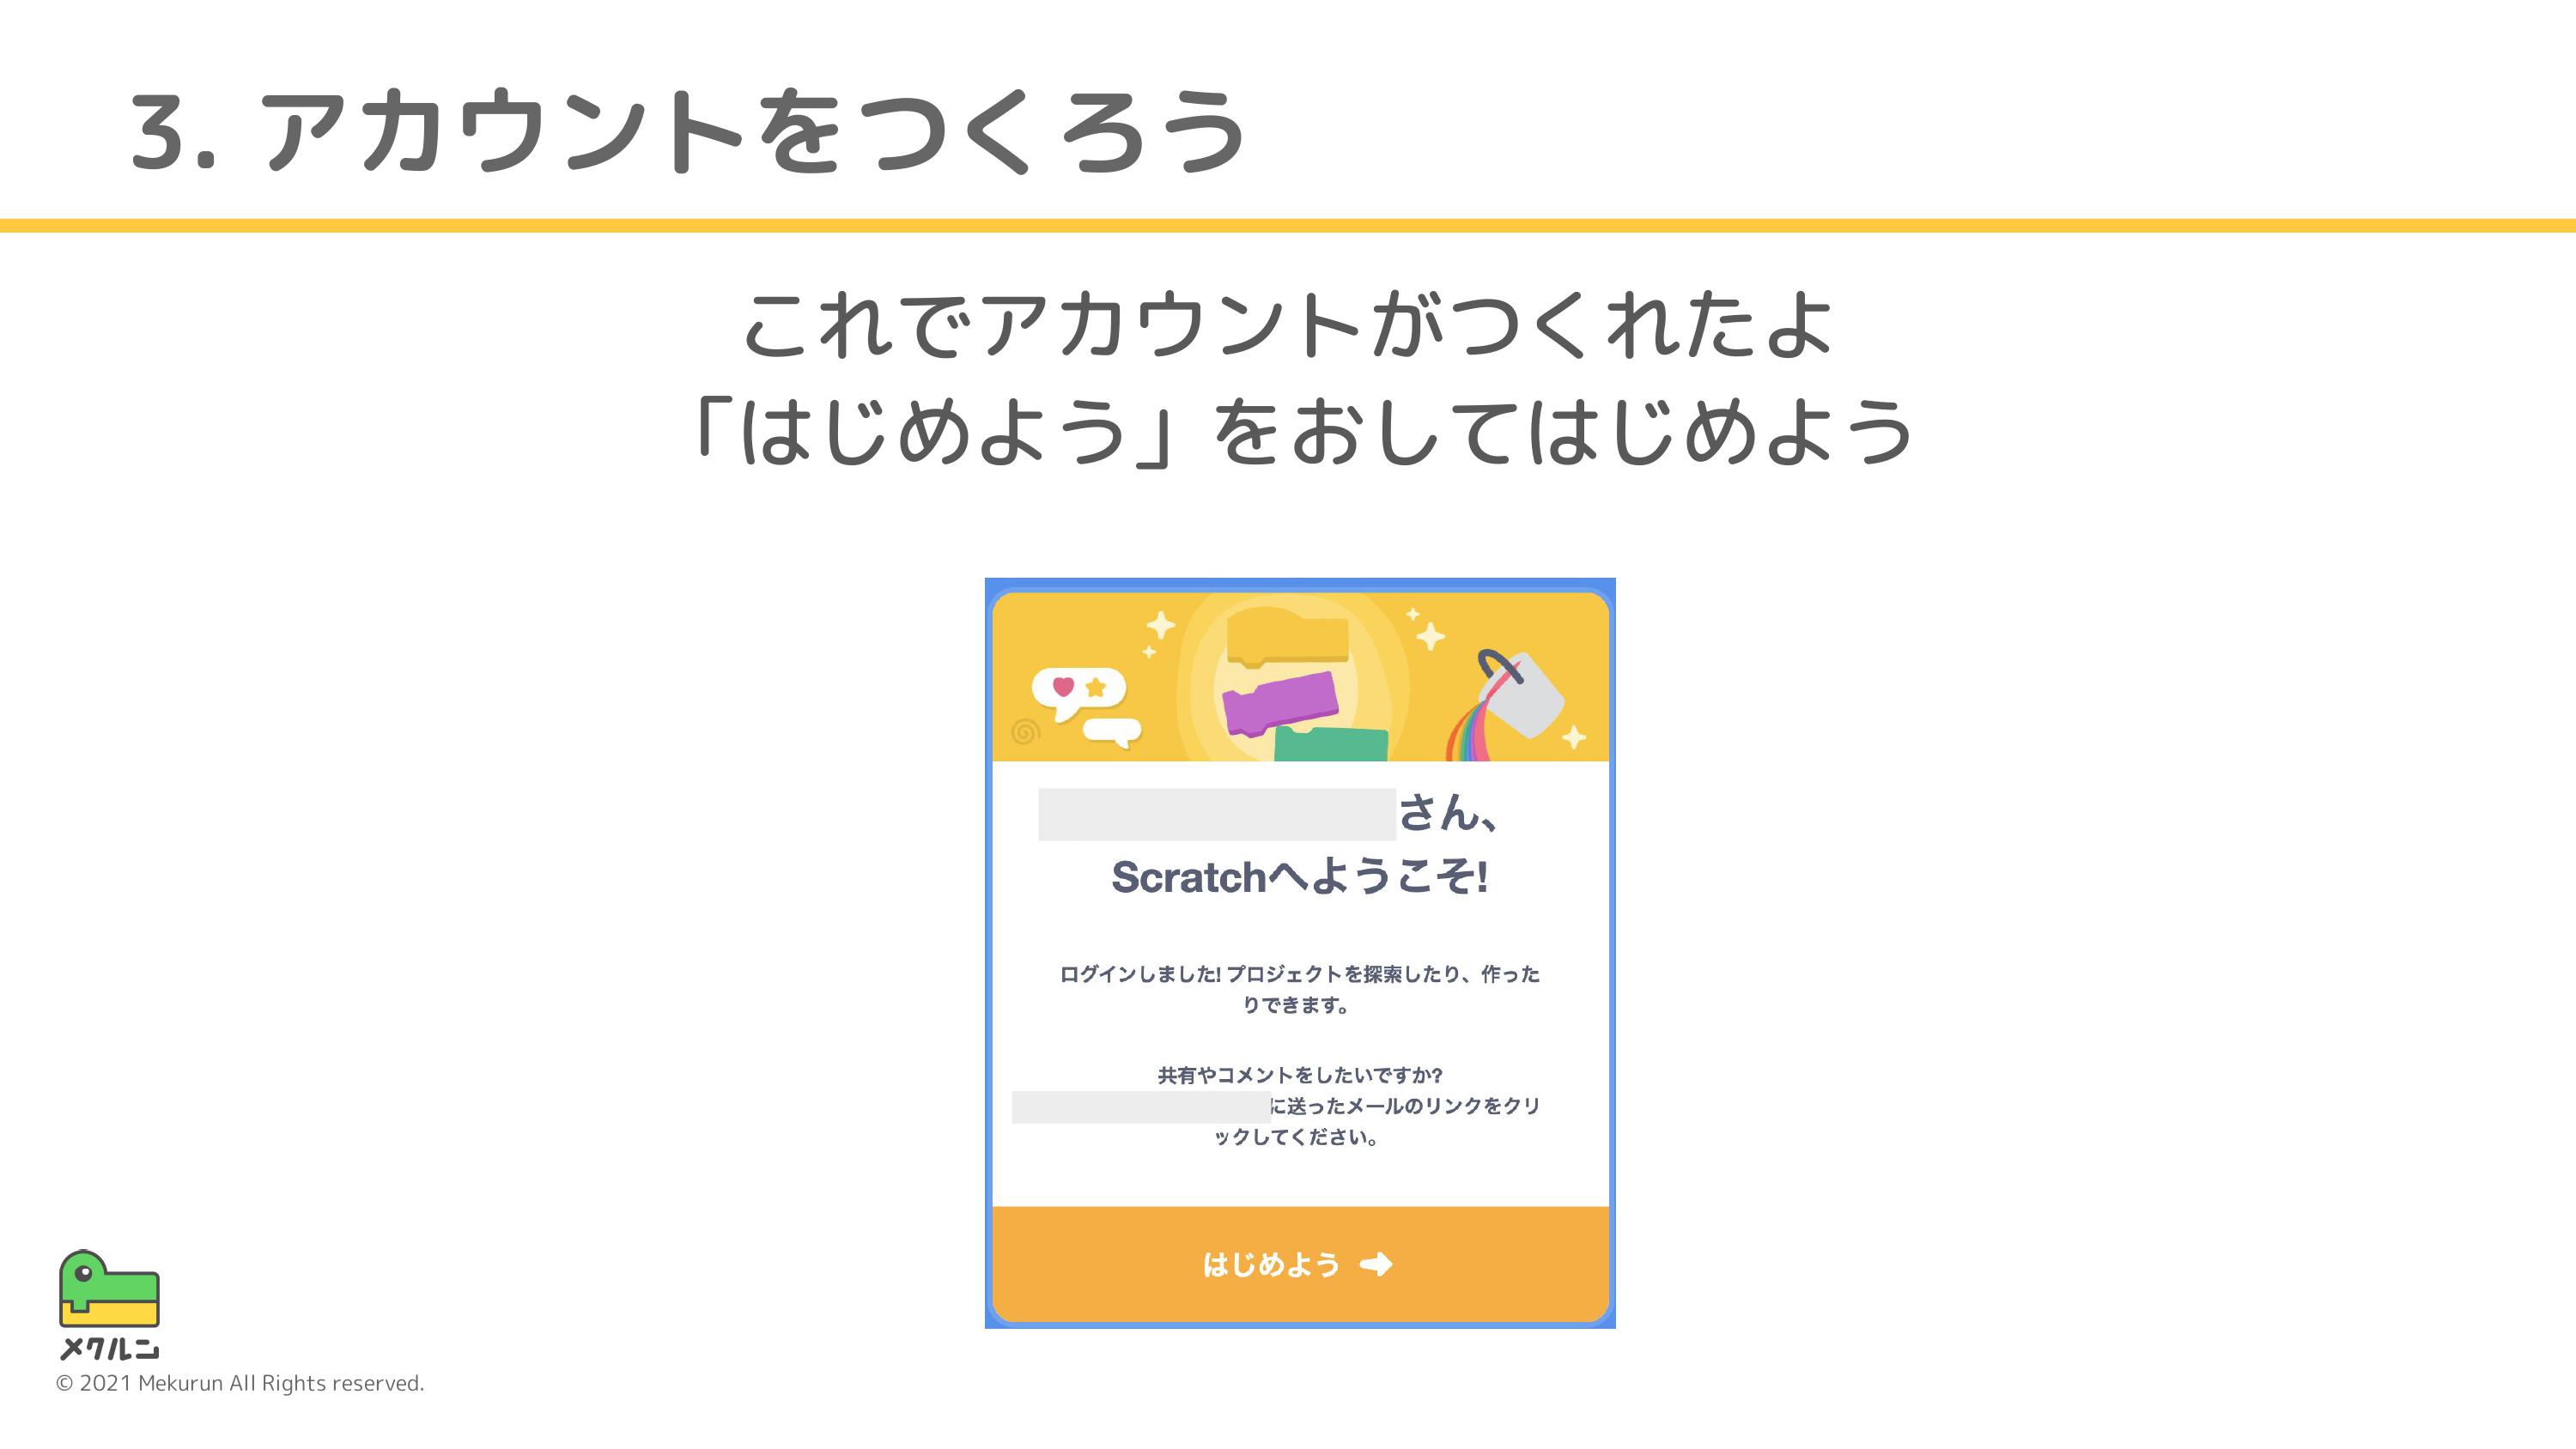 3. アカウントをつくろう
これでアカウントがつくれたよ
「はじめよう」をおしてはじめよう
さん、
Scratchへようこそ!
ログインしました! プロジェクトを探索したり、作った
りできます。
共有やコメントをしたいですか?
に送ったメールのリンクをクリ
ックしてください。
はじめよう
メクルン
© 2021 Mekurun All Rights reserved.